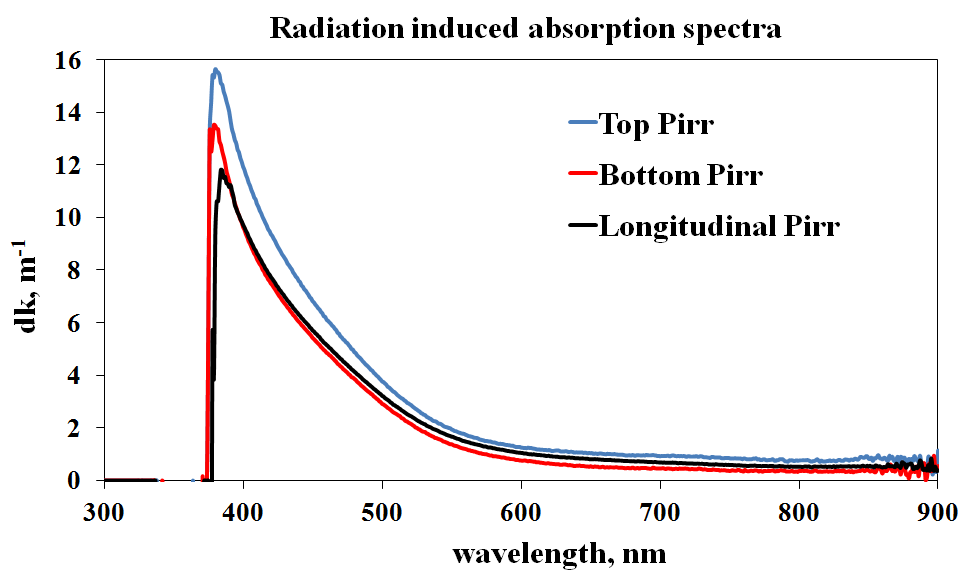 Radiation induced absorption spectra
16
14
12
10
8
6
4
2
0
dk, m-1
Top Pirr
Bottom Pirr
Longitudinal Pirr
300 400 500 600 700 800 900
wavelength, nm